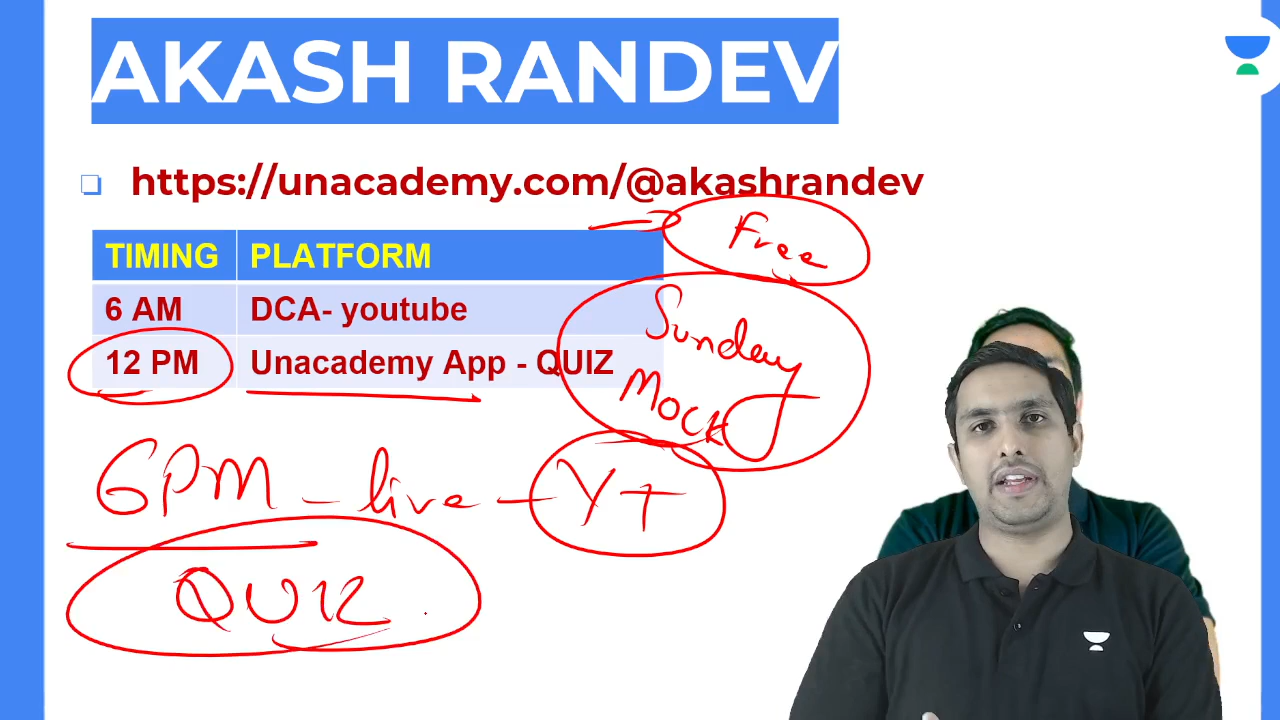 AKASH RANDEV
https://unacademy.com/@akashrandev
Free
TIMING PLATFORM
6 AM DCA- youtube
Sunday
12 PM Unacademy App - QUIZ
MOCK
6PM - live - YT
QUIZ